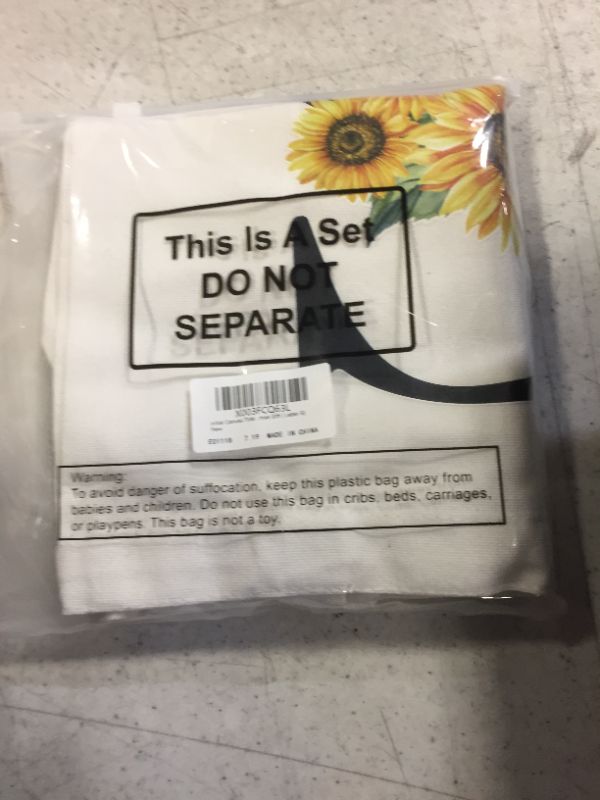 This Is A Set
DO NOT
SEPARATE
X003FCO63L
New
MADE IN CHINA
Warning:
To avoid danger of suffocation, keep this plastic bag away from
babies and children. Do not use this bag in cribs, beds, carriages,
or playpens. This bag is not a toy.